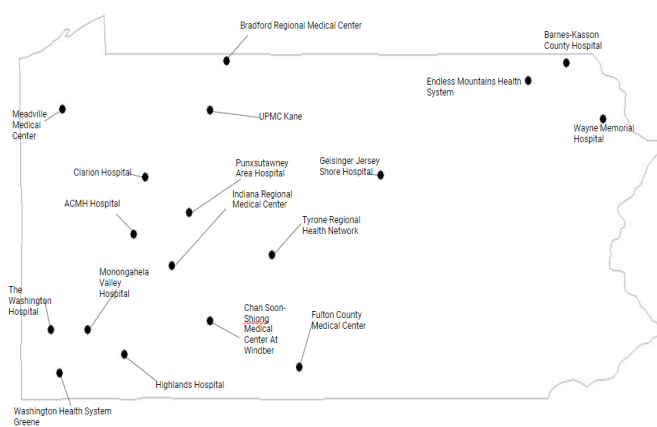 Bradford Regional Medical Center
Barnes-Kasson
County Hospital
Endless Mountains Health
System
Meadville
Medical
Center
UPMC Kane
Wayne Memorial
Hospital
Clarion Hospital
Punxsutawney
Area Hospital
Geisinger Jersey
Shore Hospital
ACMH Hospital
Indiana Regional
Medical Center
Tyrone Regional
Health Network
Monongahela
Valley
Hospital
The
Washington
Hospital
Chan Soon-
Shiong
Medical
Center At
Windber
Fulton County
Medical Center
Highlands Hospital
Washington Health System
Greene